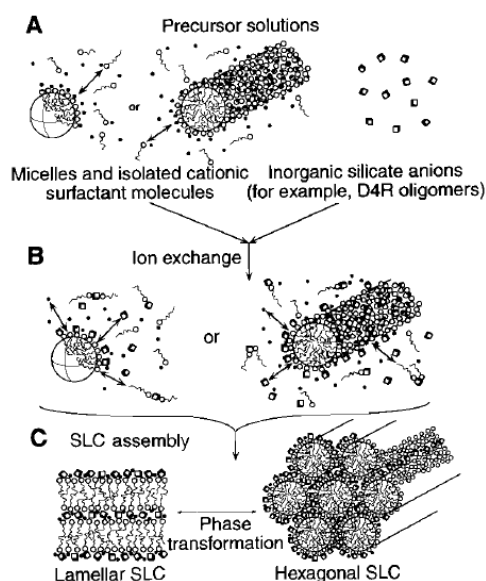 A
Precursor solutions
or
Micelles and isolated cationic
surfactant molecules
Inorganic silicate anions
(for example, D4R oligomers)
B
Ion exchange
or
C
SLC assembly
Phase
transformation
Lamellar SLC
Hexagonal SLC